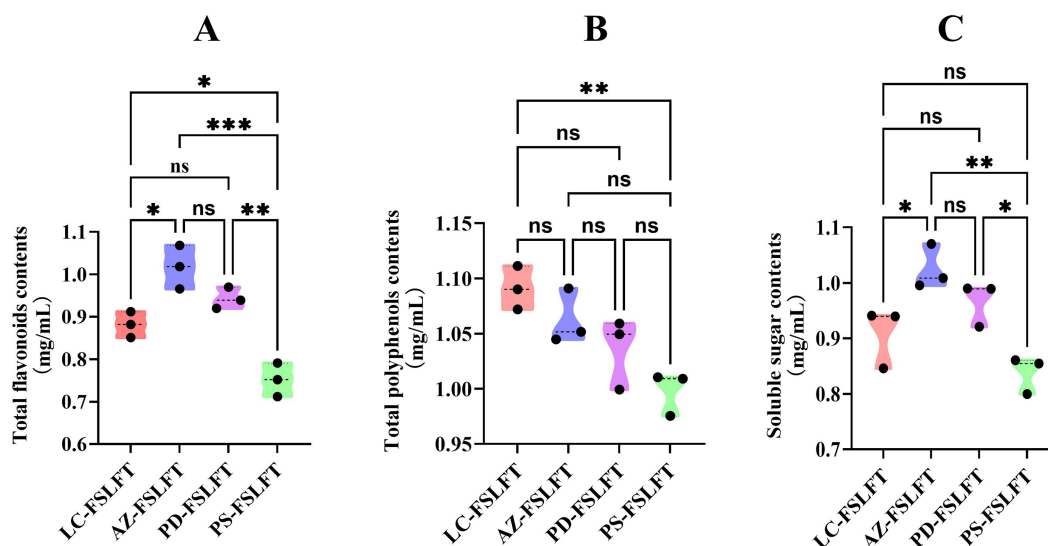 A
B
C
*
***
ns
*
ns
**
Total flavonoids contents
(mg/mL)
1.1
1.0
0.9
0.8
0.7
0.6
LC-FSLFT
AZ-FSLFT
PD-FSLFT
PS-FSLFT
**
ns
ns
ns
ns
ns
Total polyphenols contents
(mg/mL)
1.15
1.10
1.05
1.00
0.95
LC-FSLFT
AZ-FSLFT
PD-FSLFT
PS-FSLFT
ns
ns
**
*
ns
*
Soluble sugar contents
(mg/mL)
1.1
1.0
0.9
0.8
0.7
LC-FSLFT
AZ-FSLFT
PD-FSLFT
PS-FSLFT